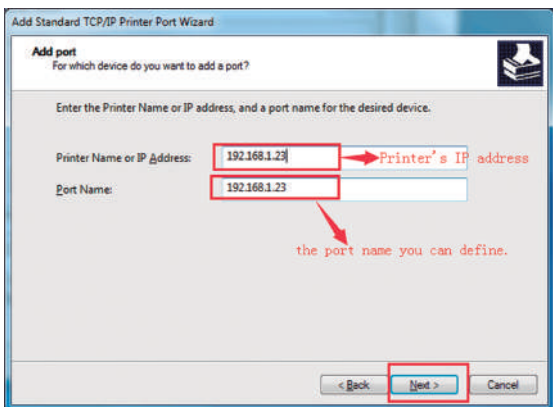 Add Standard TCP/IP Printer Port Wizard
Add port
For which device do you want to add a port?
Enter the Printer Name or IP address, and a port name for the desired device.
Printer Name or IP Address: 192.168.1.23 Printer's IP address
Port Name: 192.168.1.23
the port name you can define.
< Back Next > Cancel